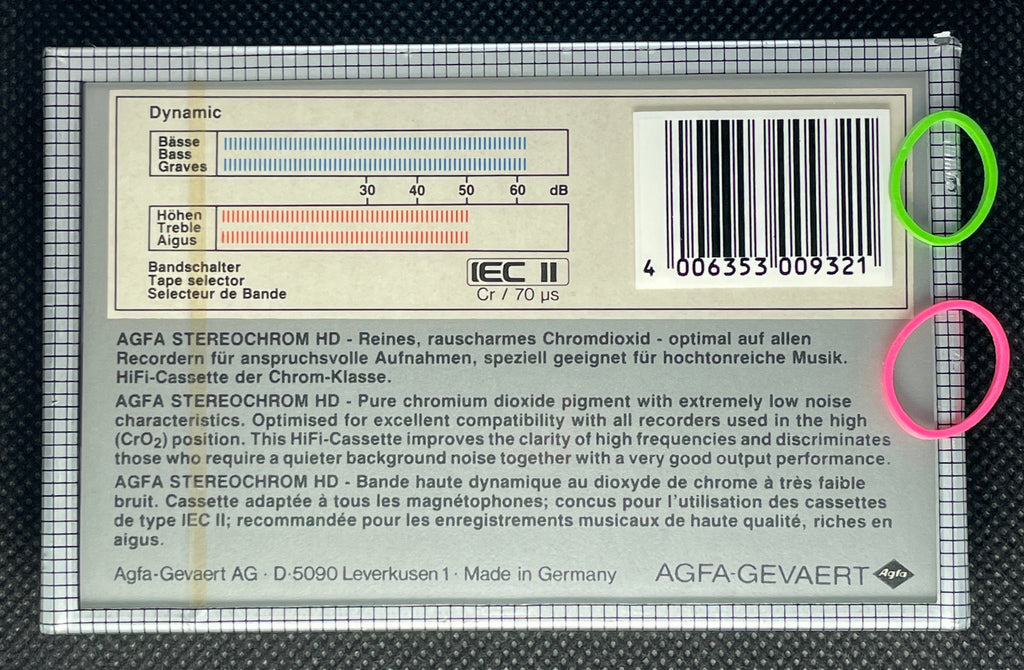 Dynamic
Bässe
Bass
Graves
30 40 50 60 dB
Höhen
Treble
Aigus
Bandschalter
Tape selector
Selecteur de Bande
IEC II
Cr / 70 µs
4 006353 009321
AGFA STEREOCHROM HD - Reines, rauscharmes Chromdioxid - optimal auf allen
Recordern für anspruchsvolle Aufnahmen, speziell geeignet für hochtonreiche Musik.
HiFi-Cassette der Chrom-Klasse.
AGFA STEREOCHROM HD - Pure chromium dioxide pigment with extremely low noise
characteristics. Optimised for excellent compatibility with all recorders used in the high
(CrO₂) position. This HiFi-Cassette improves the clarity of high frequencies and discriminates
those who require a quieter background noise together with a very good output performance.
AGFA STEREOCHROM HD - Bande haute dynamique au dioxyde de chrome à très faible
bruit. Cassette adaptée à tous les magnétophones; concus pour l'utilisation des cassettes
de type IEC II; recommandée pour les enregistrements musicaux de haute qualité, riches en
aigus.
Agfa-Gevaert AG · D-5090 Leverkusen 1 · Made in Germany
AGFA-GEVAERT Agfa